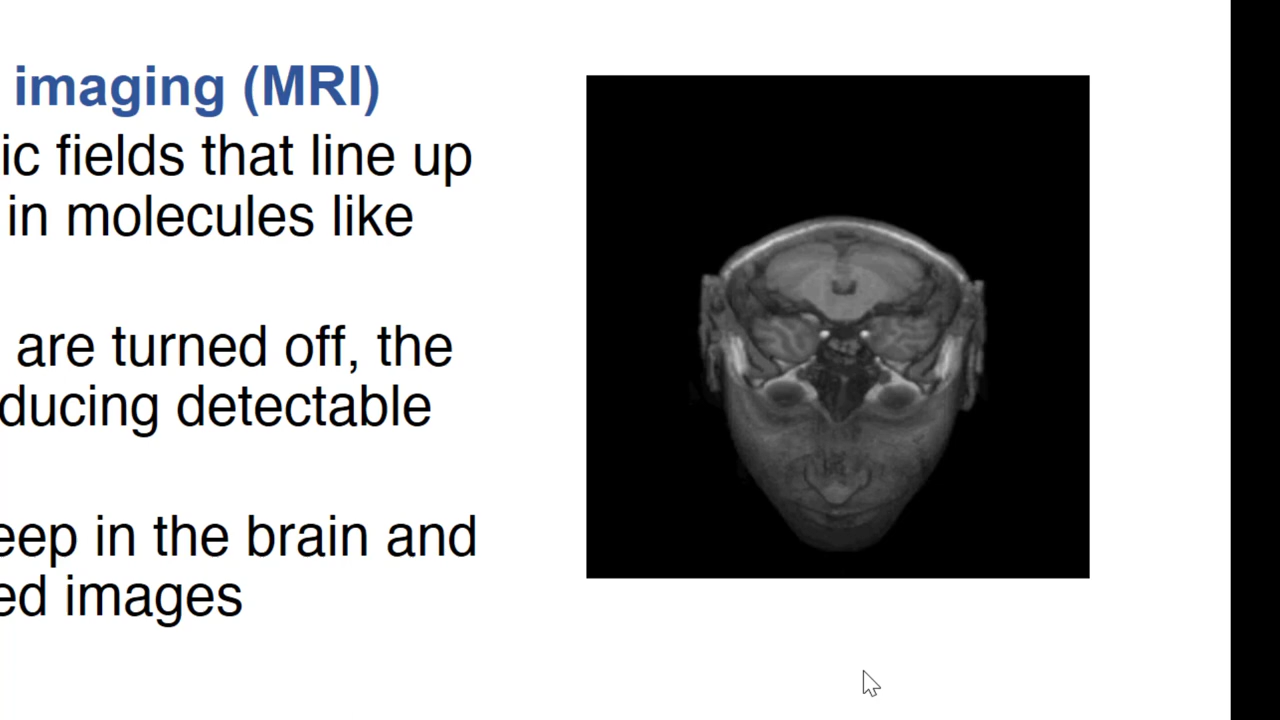 imaging (MRI)
ic fields that line up
in molecules like
are turned off, the
ducing detectable
eep in the brain and
ed images